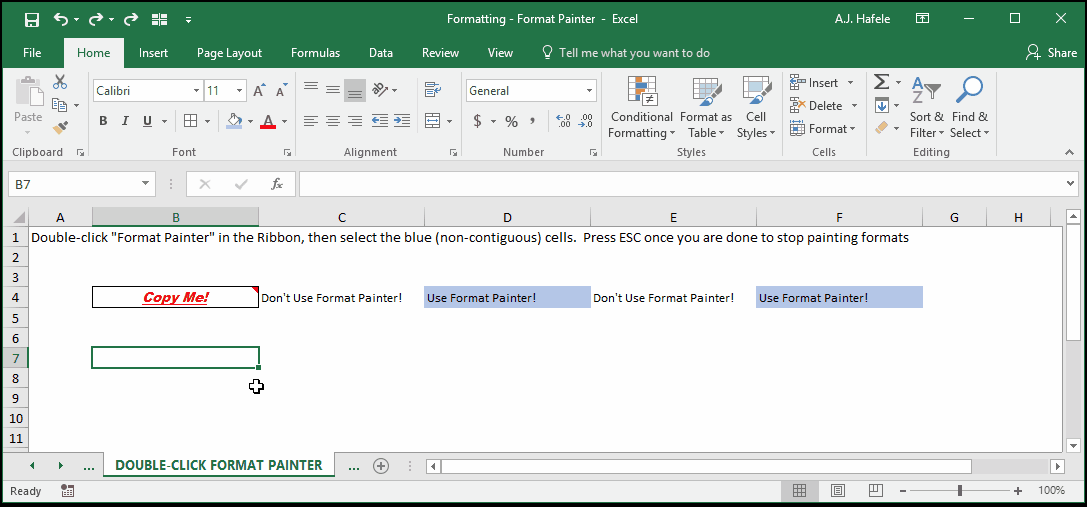 Formatting - Format Painter - Excel
A.J. Hafele
File Home Insert Page Layout Formulas Data Review View Tell me what you want to do Share
Paste
Clipboard
Calibri 11
B I U A
Font
Alignment
General
$ % ,
Number
Conditional Formatting
Format as Table
Cell Styles
Styles
Insert
Delete
Format
Cells
Sort & Filter
Find & Select
Editing
B7
fx
A B C D E F G H
1 Double-click "Format Painter" in the Ribbon, then select the blue (non-contiguous) cells. Press ESC once you are done to stop painting formats
2
3
4 Copy Me! Don't Use Format Painter! Use Format Painter! Don't Use Format Painter! Use Format Painter!
5
6
7
8
9
10
11
... DOUBLE-CLICK FORMAT PAINTER ...
Ready
100%